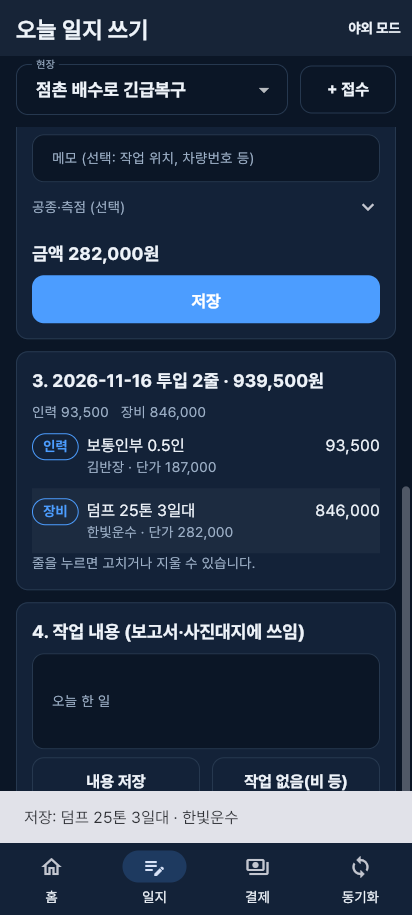 오늘 일지 쓰기
야외 모드
현장
점촌 배수로 긴급복구
+ 접수
메모 (선택: 작업 위치, 차량번호 등)
공종·측점 (선택)
금액 282,000원
저장
3. 2026-11-16 투입 2줄 · 939,500원
인력 93,500 장비 846,000
인력 보통인부 0.5인 93,500
김반장 · 단가 187,000
장비 덤프 25톤 3일대 846,000
한빛운수 · 단가 282,000
줄을 누르면 고치거나 지울 수 있습니다.
4. 작업 내용 (보고서·사진대지에 쓰임)
오늘 한 일
내용 저장
작업 없음(비 등)
저장: 덤프 25톤 3일대 · 한빛운수
홈
일지
결제
동기화